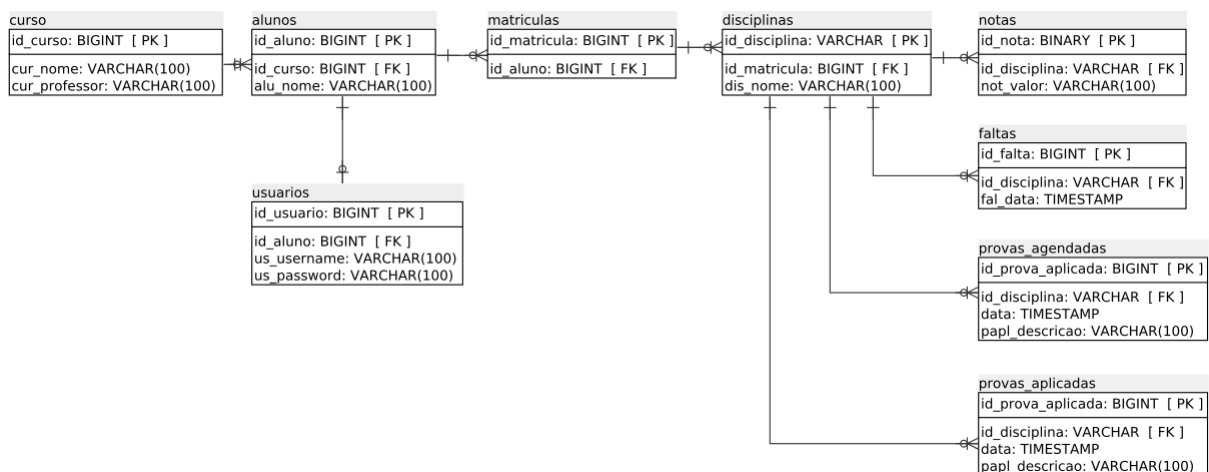 curso
id_curso: BIGINT [ PK ]
cur_nome: VARCHAR(100)
cur_professor: VARCHAR(100)
alunos
id_aluno: BIGINT [ PK ]
id_curso: BIGINT [ FK ]
alu_nome: VARCHAR(100)
matriculas
id_matricula: BIGINT [ PK ]
id_aluno: BIGINT [ FK ]
disciplinas
id_disciplina: VARCHAR [ PK ]
id_matricula: BIGINT [ FK ]
dis_nome: VARCHAR(100)
notas
id_nota: BINARY [ PK ]
id_disciplina: VARCHAR [ FK ]
not_valor: VARCHAR(100)
faltas
id_falta: BIGINT [ PK ]
id_disciplina: VARCHAR [ FK ]
fal_data: TIMESTAMP
usuarios
id_usuario: BIGINT [ PK ]
id_aluno: BIGINT [ FK ]
us_username: VARCHAR(100)
us_password: VARCHAR(100)
provas_agendadas
id_prova_aplicada: BIGINT [ PK ]
id_disciplina: VARCHAR [ FK ]
data: TIMESTAMP
papl_descricao: VARCHAR(100)
provas_aplicadas
id_prova_aplicada: BIGINT [ PK ]
id_disciplina: VARCHAR [ FK ]
data: TIMESTAMP
papl_descricao: VARCHAR(100)